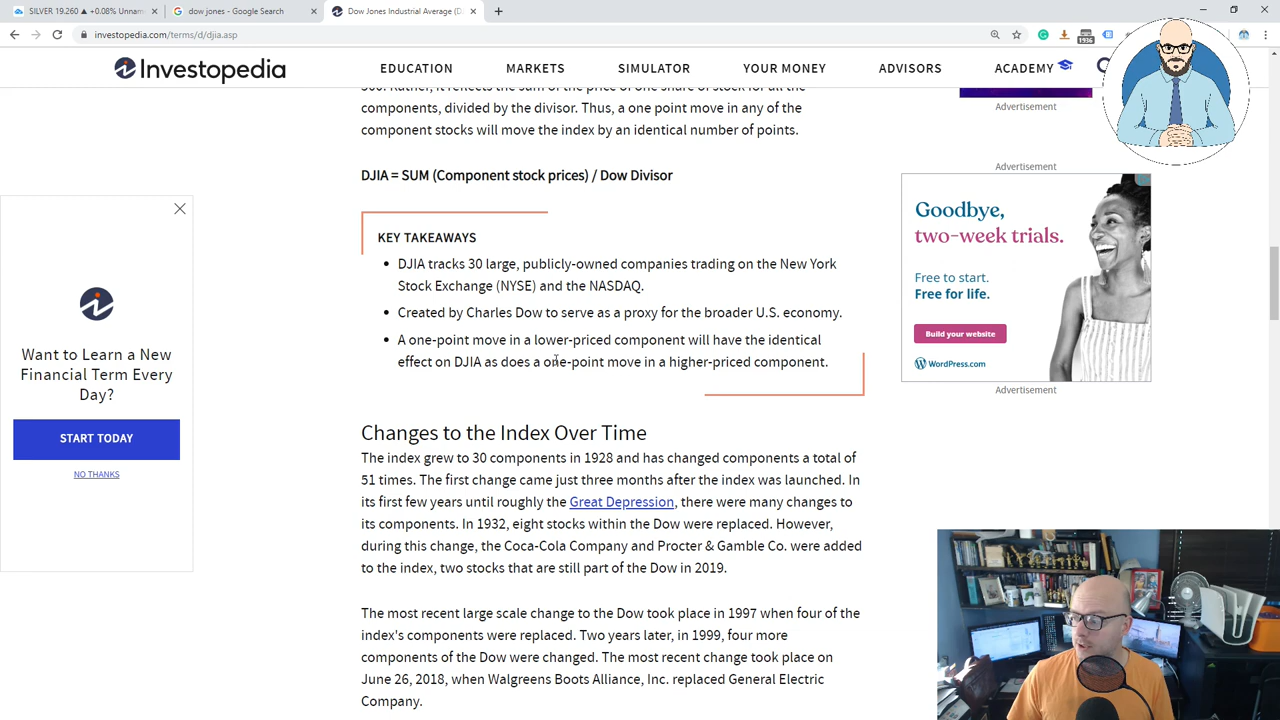 SILVER 19.260 ▲ +0.08% Unnam
dow jones - Google Search
Dow Jones Industrial Average (D
investopedia.com/terms/d/djia.asp
1936
Investopedia
EDUCATION
MARKETS
SIMULATOR
YOUR MONEY
ADVISORS
ACADEMY
500. Rather, it reflects the sum of the price of one share of stock for all the
components, divided by the divisor. Thus, a one point move in any of the
component stocks will move the index by an identical number of points.
DJIA = SUM (Component stock prices) / Dow Divisor
KEY TAKEAWAYS
• DJIA tracks 30 large, publicly-owned companies trading on the New York
Stock Exchange (NYSE) and the NASDAQ.
• Created by Charles Dow to serve as a proxy for the broader U.S. economy.
• A one-point move in a lower-priced component will have the identical
effect on DJIA as does a one-point move in a higher-priced component.
Changes to the Index Over Time
The index grew to 30 components in 1928 and has changed components a total of
51 times. The first change came just three months after the index was launched. In
its first few years until roughly the Great Depression, there were many changes to
its components. In 1932, eight stocks within the Dow were replaced. However,
during this change, the Coca-Cola Company and Procter & Gamble Co. were added
to the index, two stocks that are still part of the Dow in 2019.
The most recent large scale change to the Dow took place in 1997 when four of the
index's components were replaced. Two years later, in 1999, four more
components of the Dow were changed. The most recent change took place on
June 26, 2018, when Walgreens Boots Alliance, Inc. replaced General Electric
Company.
Want to Learn a New
Financial Term Every
Day?
START TODAY
NO THANKS
Advertisement
Advertisement
Goodbye,
two-week trials.
Free to start.
Free for life.
Build your website
WordPress.com
Advertisement